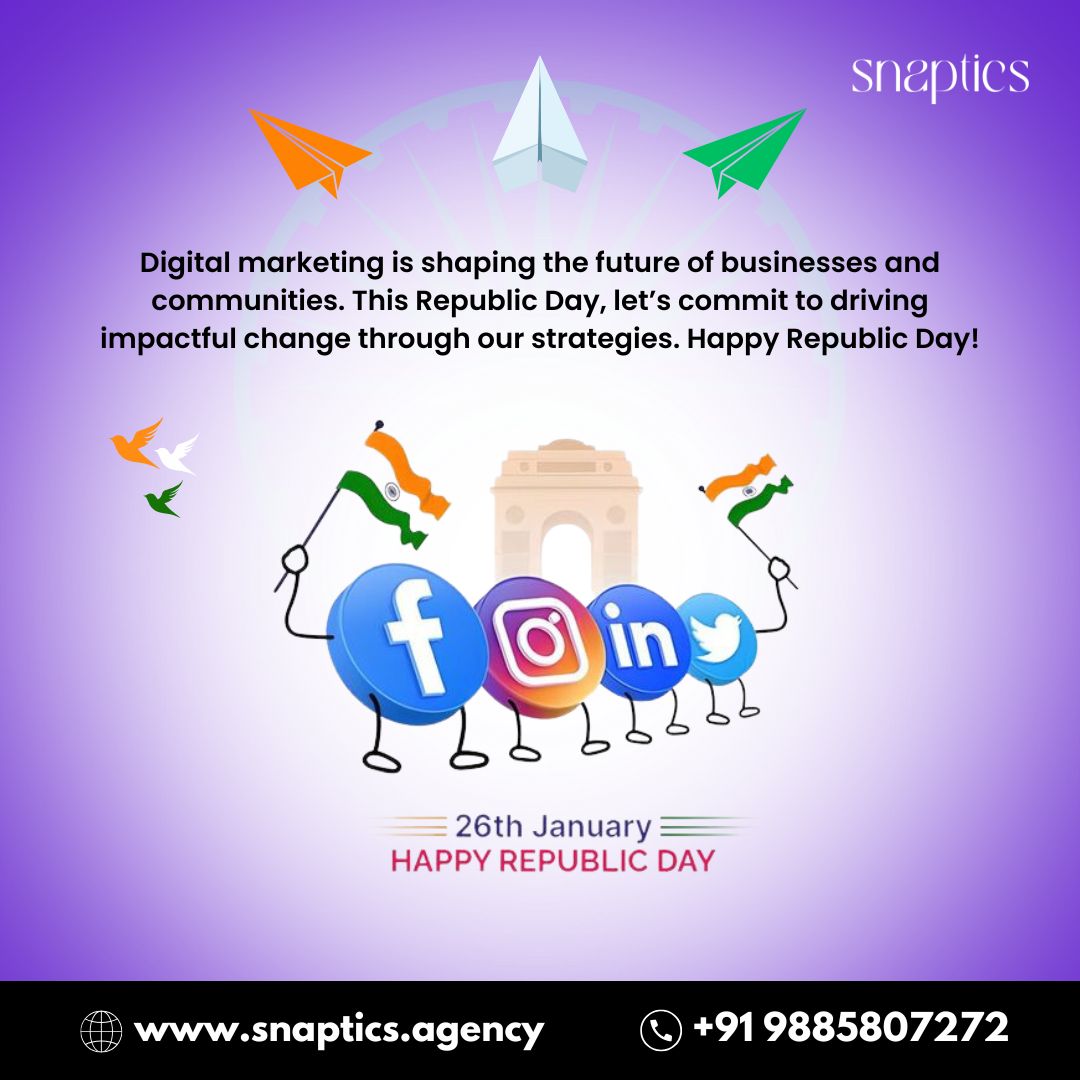 snaptics
Digital marketing is shaping the future of businesses and
communities. This Republic Day, let’s commit to driving
impactful change through our strategies. Happy Republic Day!
f
in
26th January
HAPPY REPUBLIC DAY
www.snaptics.agency
+91 9885807272